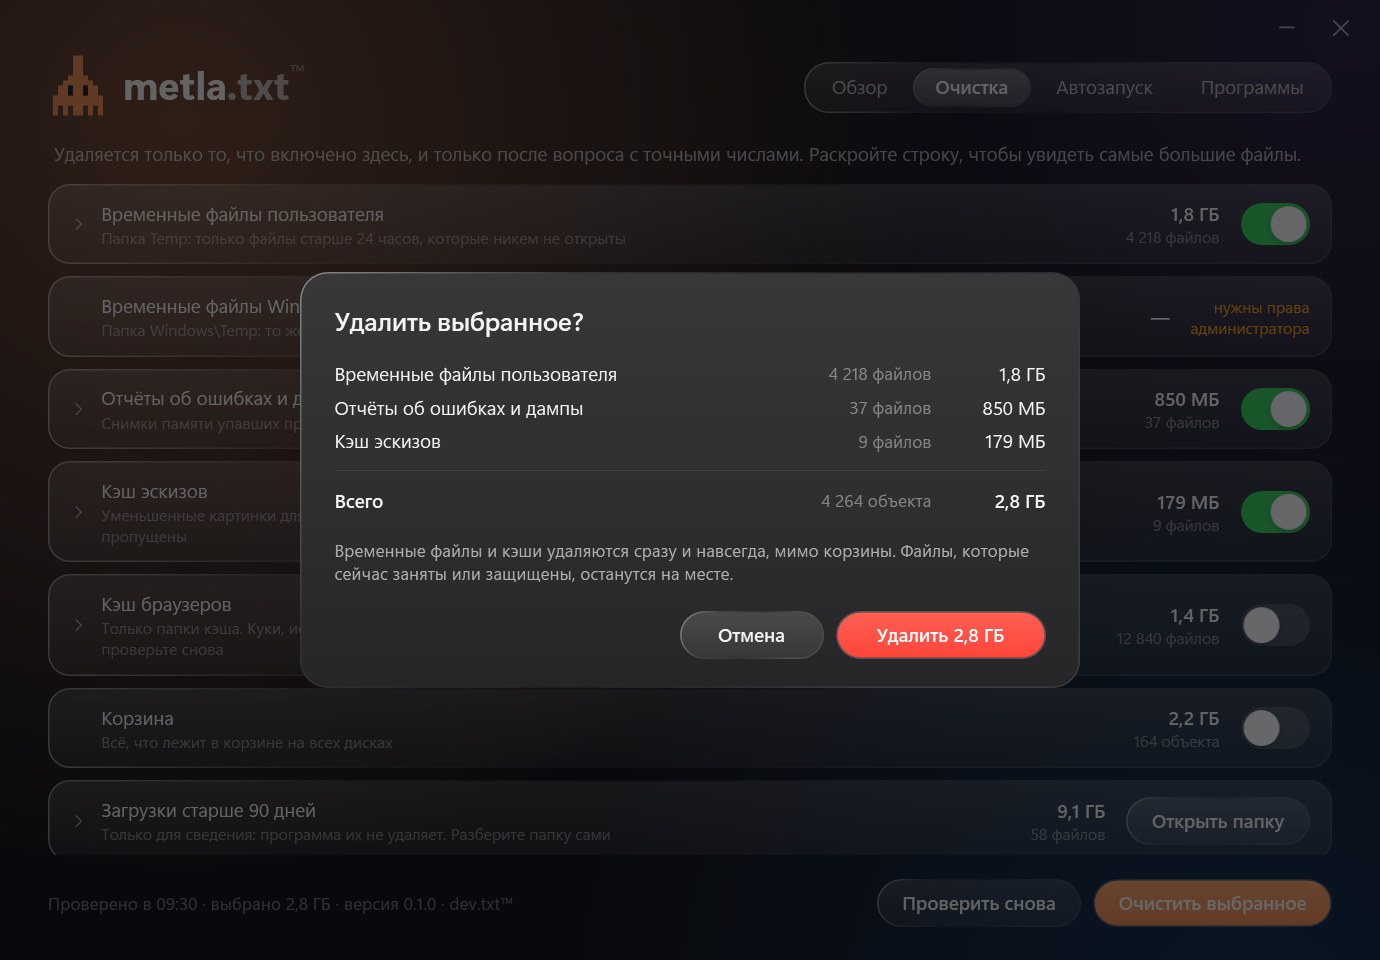 metla.txt™
Обзор
Очистка
Автозапуск
Программы
Удаляется только то, что включено здесь, и только после вопроса с точными числами. Раскройте строку, чтобы увидеть самые большие файлы.
Временные файлы пользователя
1,8 ГБ
Папка Temp: только файлы старше 24 часов, которые никем не открыты
4 218 файлов
Временные файлы Win
Папка Windows\Temp: то же
—
нужны права
администратора
Отчёты об ошибках и д
850 МБ
Снимки памяти упавших пр
37 файлов
Кэш эскизов
179 МБ
Уменьшенные картинки для
пропущены
9 файлов
Кэш браузеров
1,4 ГБ
Только папки кэша. Куки, ис
проверьте снова
12 840 файлов
Корзина
2,2 ГБ
Всё, что лежит в корзине на всех дисках
164 объекта
Загрузки старше 90 дней
9,1 ГБ
Только для сведения: программа их не удаляет. Разберите папку сами
58 файлов
Открыть папку
Удалить выбранное?
Временные файлы пользователя 4 218 файлов 1,8 ГБ
Отчёты об ошибках и дампы 37 файлов 850 МБ
Кэш эскизов 9 файлов 179 МБ
Всего 4 264 объекта 2,8 ГБ
Временные файлы и кэши удаляются сразу и навсегда, мимо корзины. Файлы, которые
сейчас заняты или защищены, останутся на месте.
Отмена
Удалить 2,8 ГБ
Проверено в 09:30 · выбрано 2,8 ГБ · версия 0.1.0 · dev.txt™
Проверить снова
Очистить выбранное